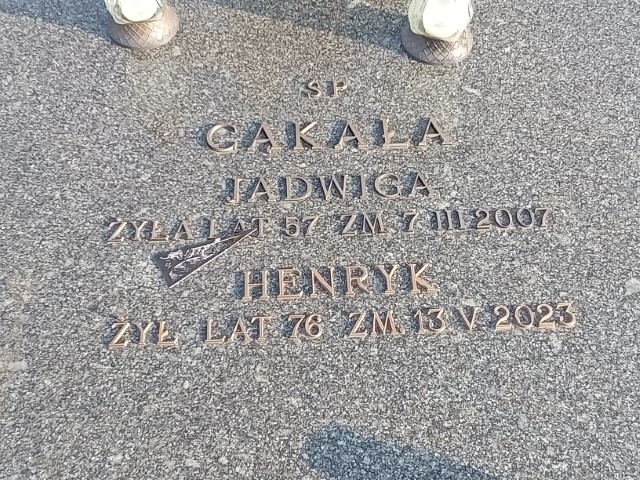 ŚP
CAKAŁA
JADWIGA
ŻYŁA LAT 57 ZM. 7 III 2007
HENRYK
ŻYŁ LAT 76 ZM. 13 V 2023